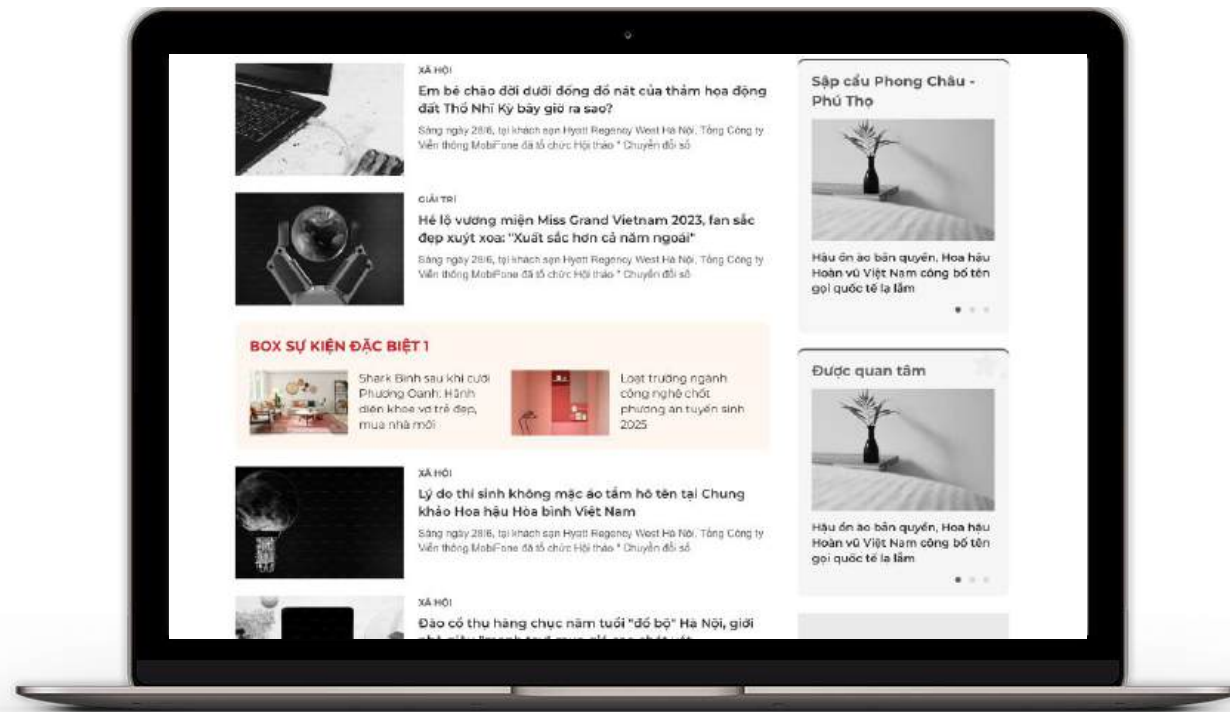 XÃ HỘI
Em bé chào đời dưới đống đổ nát của thảm họa động
đất Thổ Nhĩ Kỳ bây giờ ra sao?
Sáng ngày 28/6, tại khách sạn Hyatt Regency West Hà Nội, Tổng Công ty
Viễn thông MobiFone đã tổ chức Hội thảo " Chuyển đổi số
GIẢI TRÍ
Hé lộ vương miện Miss Grand Vietnam 2023, fan sắc
đẹp xuýt xoa: "Xuất sắc hơn cả năm ngoái"
Sáng ngày 28/6, tại khách sạn Hyatt Regency West Hà Nội, Tổng Công ty
Viễn thông MobiFone đã tổ chức Hội thảo " Chuyển đổi số
BOX SỰ KIỆN ĐẶC BIỆT 1
Shark Bình sau khi cưới
Phương Oanh: Hãnh
diện khoe vợ trẻ đẹp,
mua nhà mới
Loạt trường ngành
công nghệ chốt
phương án tuyển sinh
2025
XÃ HỘI
Lý do thí sinh không mặc áo tắm hô tên tại Chung
khảo Hoa hậu Hòa bình Việt Nam
Sáng ngày 28/6, tại khách sạn Hyatt Regency West Hà Nội, Tổng Công ty
Viễn thông MobiFone đã tổ chức Hội thảo " Chuyển đổi số
XÃ HỘI
Đào cổ thụ hàng chục năm tuổi "đổ bộ" Hà Nội, giới
Sập cầu Phong Châu -
Phú Thọ
Hậu ồn ào bản quyền, Hoa hậu
Hoàn vũ Việt Nam công bố tên
gọi quốc tế lạ lẫm
Được quan tâm
Hậu ồn ào bản quyền, Hoa hậu
Hoàn vũ Việt Nam công bố tên
gọi quốc tế lạ lẫm